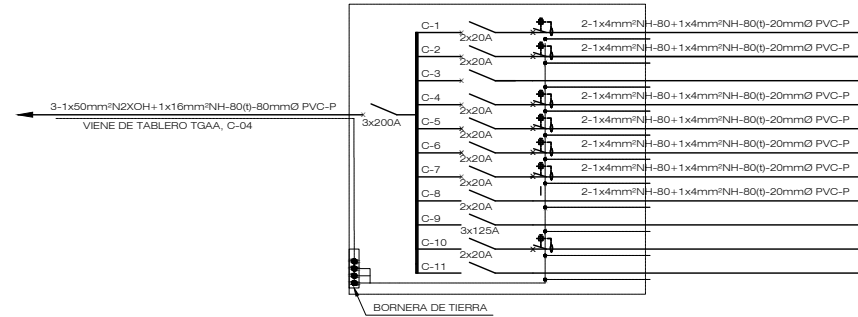 C-1 2-1x4mm²NH-80+1x4mm²NH-80(t)-20mmØ PVC-P
2x20A
C-2 2-1x4mm²NH-80+1x4mm²NH-80(t)-20mmØ PVC-P
2x20A
C-3
C-4 2-1x4mm²NH-80+1x4mm²NH-80(t)-20mmØ PVC-P
2x20A
3-1x50mm²N2XOH+1x16mm²NH-80(t)-80mmØ PVC-P
3x200A
VIENE DE TABLERO TGAA, C-04
C-5 2-1x4mm²NH-80+1x4mm²NH-80(t)-20mmØ PVC-P
2x20A
C-6 2-1x4mm²NH-80+1x4mm²NH-80(t)-20mmØ PVC-P
2x20A
C-7 2-1x4mm²NH-80+1x4mm²NH-80(t)-20mmØ PVC-P
2x20A
C-8 2-1x4mm²NH-80+1x4mm²NH-80(t)-20mmØ PVC-P
2x20A
C-9
3x125A
C-10
2x20A
C-11
BORNERA DE TIERRA